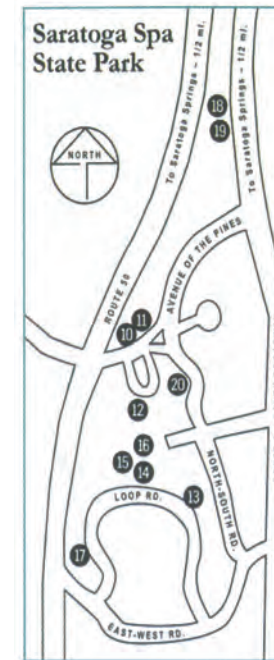 Saratoga Spa
State Park
NORTH
To Saratoga Springs - 1/2 mi.
To Saratoga Springs - 1/2 mi.
18
19
ROUTE 50
AVENUE OF THE PINES
11
10
20
12
16
15
14
13
LOOP RD.
NORTH-SOUTH RD.
17
EAST-WEST RD.